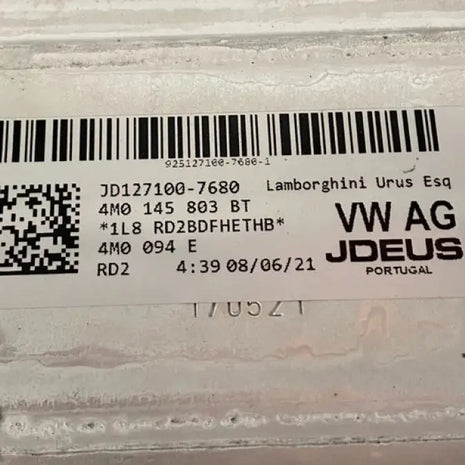 925127100-7680-1
JD127100-7680 Lamborghini Urus Esq
4M0 145 803 BT
*1L8 RD2BDFHETHB*
4M0 094 E
RD2 4:39 08/06/21
VW AG
JDEUS
PORTUGAL
170521